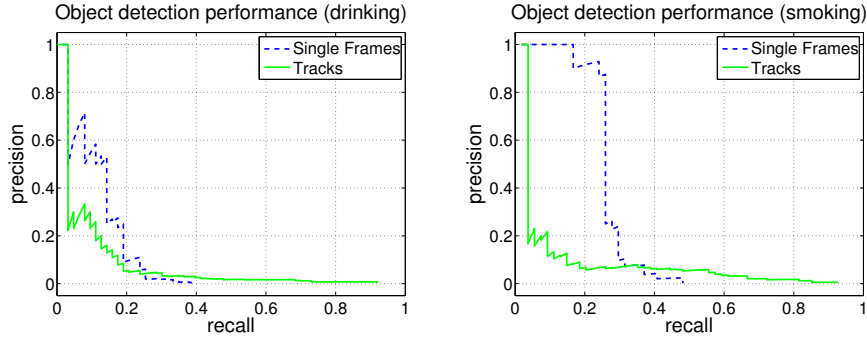 Object detection performance (drinking)
1
0.8
0.6
0.4
0.2
0
precision
Single Frames
Tracks
0 0.2 0.4 0.6 0.8 1
recall
Object detection performance (smoking)
1
0.8
0.6
0.4
0.2
0
precision
Single Frames
Tracks
0 0.2 0.4 0.6 0.8 1
recall